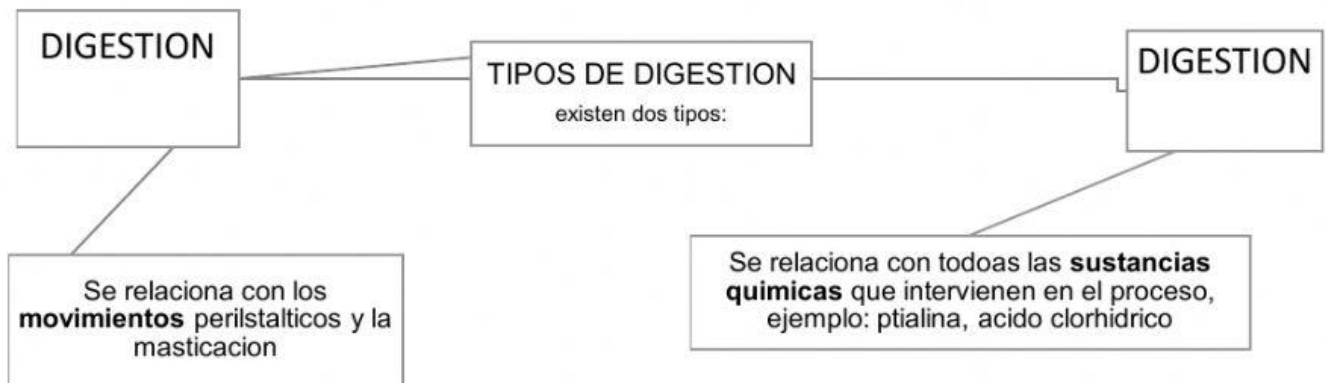 DIGESTION
TIPOS DE DIGESTION
existen dos tipos:
DIGESTION
Se relaciona con los
movimientos perilstalticos y la
masticacion
Se relaciona con todoas las sustancias
quimicas que intervienen en el proceso,
ejemplo: ptialina, acido clorhidrico